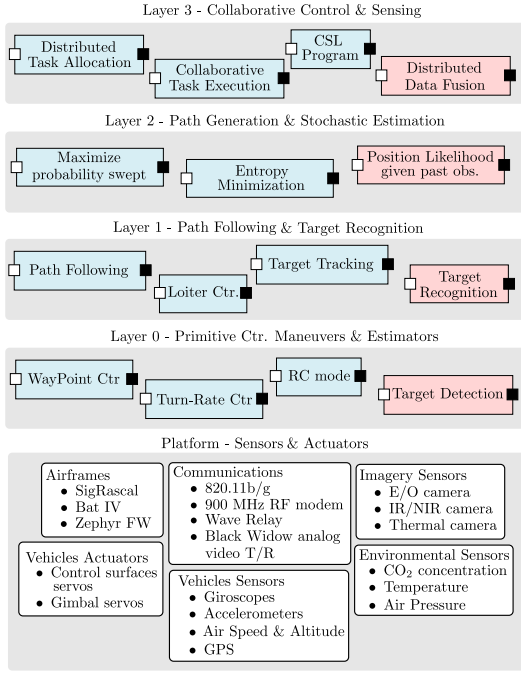 Layer 3 - Collaborative Control & Sensing
Distributed
Task Allocation
Collaborative
Task Execution
CSL
Program
Distributed
Data Fusion
Layer 2 - Path Generation & Stochastic Estimation
Maximize
probability swept
Entropy
Minimization
Position Likelihood
given past obs.
Layer 1 - Path Following & Target Recognition
Path Following
Loiter Ctr.
Target Tracking
Target
Recognition
Layer 0 - Primitive Ctr. Maneuvers & Estimators
WayPoint Ctr
Turn-Rate Ctr
RC mode
Target Detection
Platform - Sensors & Actuators
Airframes
• SigRascal
• Bat IV
• Zephyr FW
Communications
• 820.11b/g
• 900 MHz RF modem
• Wave Relay
• Black Widow analog
video T/R
Imagery Sensors
• E/O camera
• IR/NIR camera
• Thermal camera
Vehicles Actuators
• Control surfaces
servos
• Gimbal servos
Vehicles Sensors
• Giroscopes
• Accelerometers
• Air Speed & Altitude
• GPS
Environmental Sensors
• CO₂ concentration
• Temperature
• Air Pressure